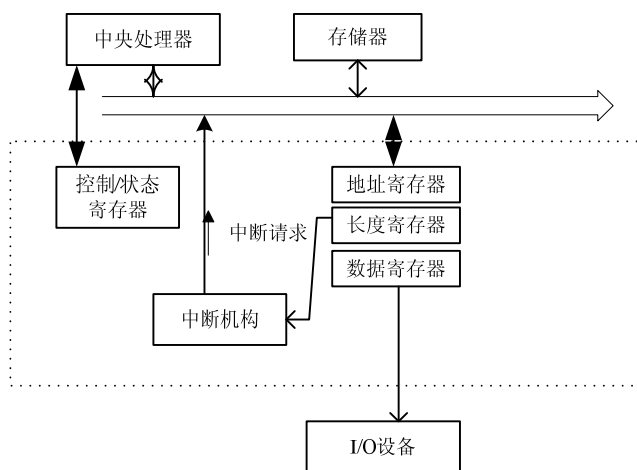 中央处理器
存储器
控制/状态
寄存器
地址寄存器
长度寄存器
中断请求
数据寄存器
中断机构
I/O设备